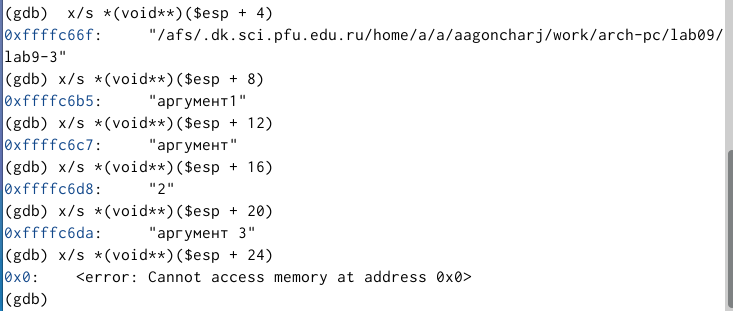 (gdb)  x/s *(void**)($esp + 4)
0xffffc66f:     "/afs/.dk.sci.pfu.edu.ru/home/a/a/aagoncharj/work/arch-pc/lab09/
lab9-3"
(gdb) x/s *(void**)($esp + 8)
0xffffc6b5:     "аргумент1"
(gdb) x/s *(void**)($esp + 12)
0xffffc6c7:     "аргумент"
(gdb) x/s *(void**)($esp + 16)
0xffffc6d8:     "2"
(gdb) x/s *(void**)($esp + 20)
0xffffc6da:     "аргумент 3"
(gdb) x/s *(void**)($esp + 24)
0x0:    <error: Cannot access memory at address 0x0>
(gdb)